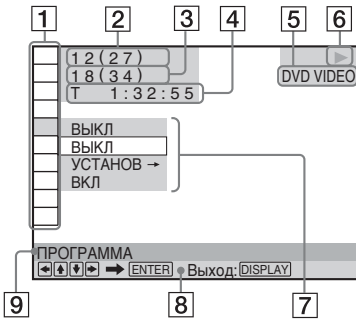 1 2 3 4 5 6
12(27)
18(34)
T 1:32:55
DVD VIDEO
ВЫКЛ
ВЫКЛ
УСТАНОВ →
ВКЛ
ПРОГРАММА
← ↑ ↓ → ➡ ENTER Выход: DISPLAY
9 8 7